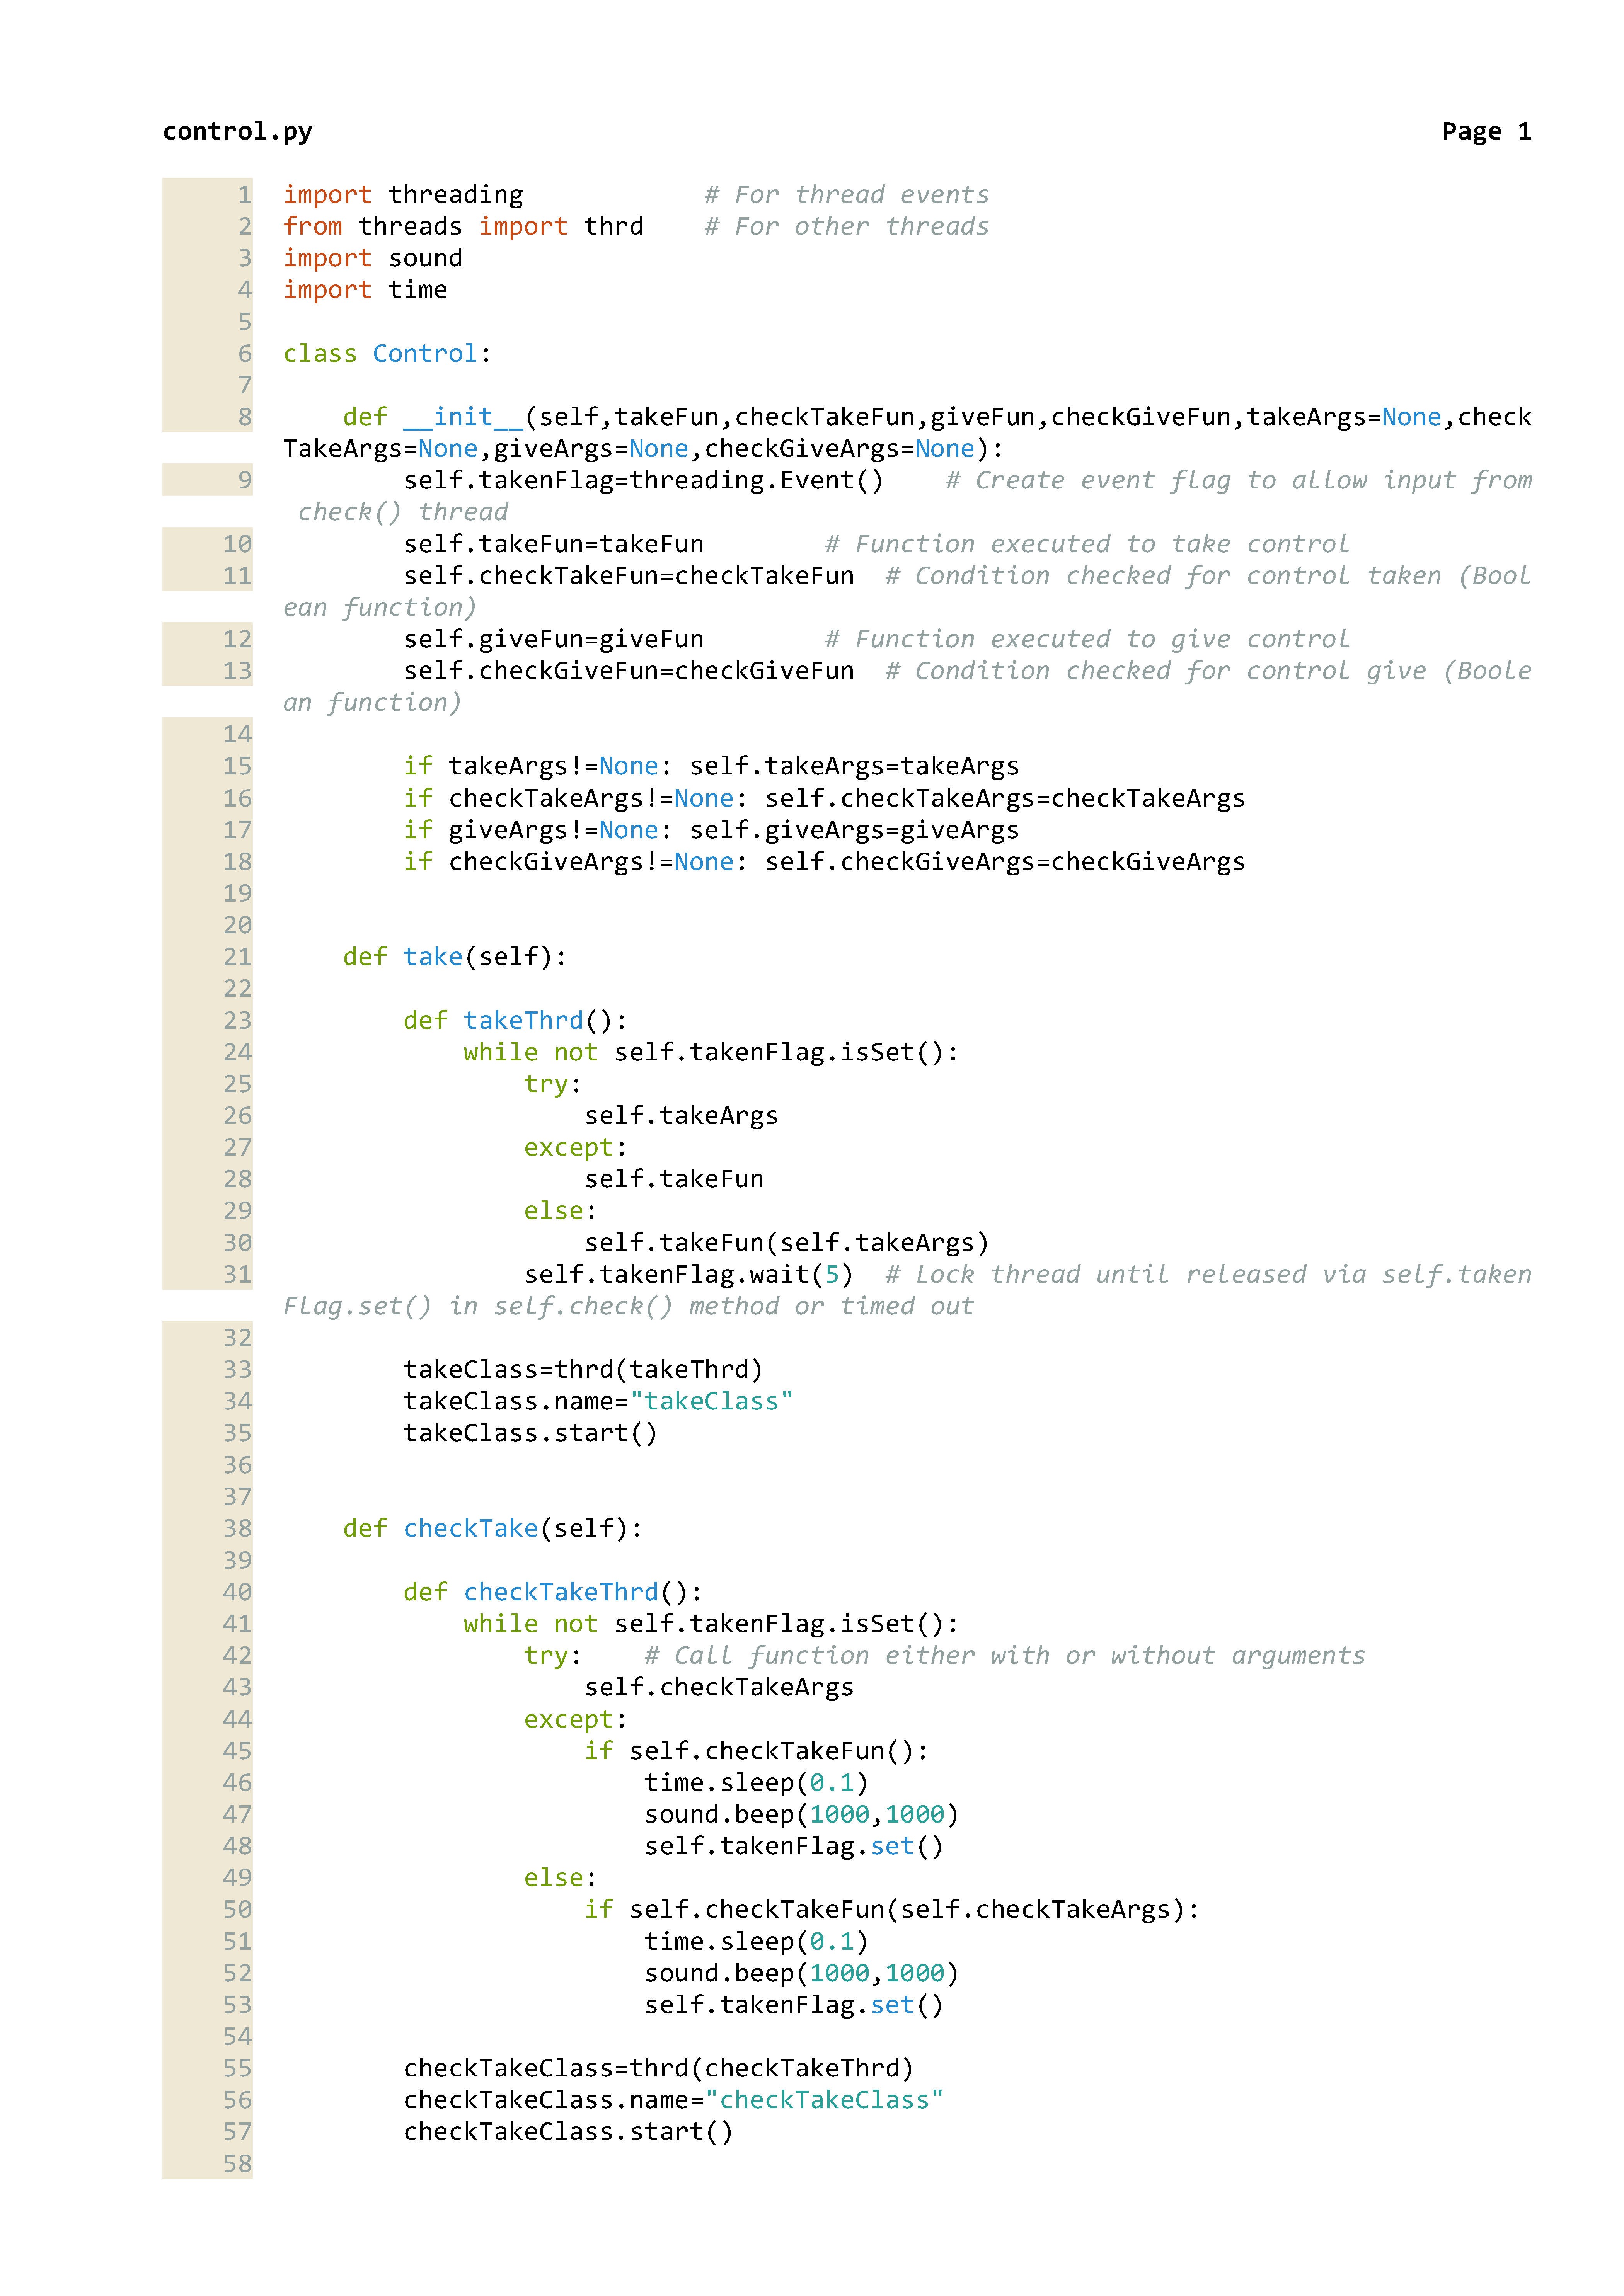 control.py Page 1
1 import threading            # For thread events
2 from threads import thrd    # For other threads
3 import sound
4 import time
5
6 class Control:
7
8     def __init__(self,takeFun,checkTakeFun,giveFun,checkGiveFun,takeArgs=None,check
TakeArgs=None,giveArgs=None,checkGiveArgs=None):
9         self.takenFlag=threading.Event()    # Create event flag to allow input from
 check() thread
10         self.takeFun=takeFun        # Function executed to take control
11         self.checkTakeFun=checkTakeFun  # Condition checked for control taken (Bool
ean function)
12         self.giveFun=giveFun        # Function executed to give control
13         self.checkGiveFun=checkGiveFun  # Condition checked for control give (Boole
an function)
14
15         if takeArgs!=None: self.takeArgs=takeArgs
16         if checkTakeArgs!=None: self.checkTakeArgs=checkTakeArgs
17         if giveArgs!=None: self.giveArgs=giveArgs
18         if checkGiveArgs!=None: self.checkGiveArgs=checkGiveArgs
19
20
21     def take(self):
22
23         def takeThrd():
24             while not self.takenFlag.isSet():
25                 try:
26                     self.takeArgs
27                 except:
28                     self.takeFun
29                 else:
30                     self.takeFun(self.takeArgs)
31                 self.takenFlag.wait(5)  # Lock thread until released via self.taken
Flag.set() in self.check() method or timed out
32
33         takeClass=thrd(takeThrd)
34         takeClass.name="takeClass"
35         takeClass.start()
36
37
38     def checkTake(self):
39
40         def checkTakeThrd():
41             while not self.takenFlag.isSet():
42                 try:    # Call function either with or without arguments
43                     self.checkTakeArgs
44                 except:
45                     if self.checkTakeFun():
46                         time.sleep(0.1)
47                         sound.beep(1000,1000)
48                         self.takenFlag.set()
49                 else:
50                     if self.checkTakeFun(self.checkTakeArgs):
51                         time.sleep(0.1)
52                         sound.beep(1000,1000)
53                         self.takenFlag.set()
54
55         checkTakeClass=thrd(checkTakeThrd)
56         checkTakeClass.name="checkTakeClass"
57         checkTakeClass.start()
58